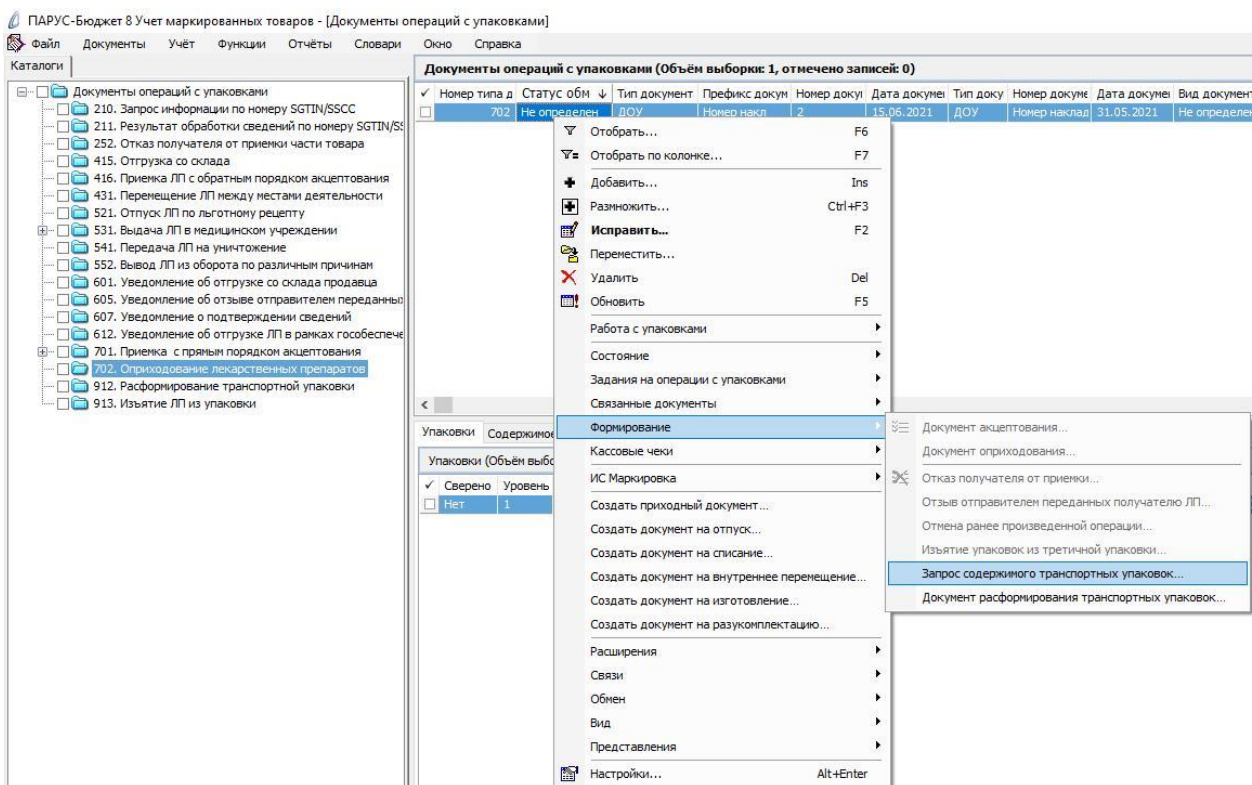 ПАРУС-Бюджет 8 Учет маркированных товаров - [Документы операций с упаковками]
Файл Документы Учёт Функции Отчёты Словари Окно Справка
Каталоги
Документы операций с упаковками
210. Запрос информации по номеру SGTIN/SSCC
211. Результат обработки сведений по номеру SGTIN/S
252. Отказ получателя от приемки части товара
415. Отгрузка со склада
416. Приемка ЛП с обратным порядком акцептования
431. Перемещение ЛП между местами деятельности
521. Отпуск ЛП по льготному рецепту
531. Выдача ЛП в медицинском учреждении
541. Передача ЛП на уничтожение
552. Вывод ЛП из оборота по различным причинам
601. Уведомление об отгрузке со склада продавца
605. Уведомление об отзыве отправителем переданны
607. Уведомление о подтверждении сведений
612. Уведомление об отгрузке ЛП в рамках гособеспече
701. Приемка с прямым порядком акцептования
702. Оприходование лекарственных препаратов
912. Расформирование транспортной упаковки
913. Изъятие ЛП из упаковки
Документы операций с упаковками (Объём выборки: 1, отмечено записей: 0)
Номер типа д Статус обм Тип документ Префикс докум Номер докум Дата докумен Тип доку Номер докуме Дата докумен Вид документ
702 Не определен ДОУ Номер накл 2 15.06.2021 ДОУ Номер наклад 31.05.2021 Не определен
Отобрать... F6
Отобрать по колонке... F7
Добавить... Ins
Размножить... Ctrl+F3
Исправить... F2
Переместить...
Удалить Del
Обновить F5
Работа с упаковками
Состояние
Задания на операции с упаковками
Связанные документы
Формирование
Кассовые чеки
ИС Маркировка
Создать приходный документ...
Создать документ на отпуск...
Создать документ на списание...
Создать документ на внутреннее перемещение...
Создать документ на изготовление...
Создать документ на разукомплектацию...
Расширения
Связи
Обмен
Вид
Представления
Настройки... Alt+Enter
Документ акцептования...
Документ оприходования...
Отказ получателя от приемки...
Отзыв отправителем переданных получателю ЛП...
Отмена ранее произведенной операции...
Изъятие упаковок из третичной упаковки...
Запрос содержимого транспортных упаковок...
Документ расформирования транспортных упаковок...
Упаковки Содержимое
Упаковки (Объём выбо
Сверено Уровень
Нет 1